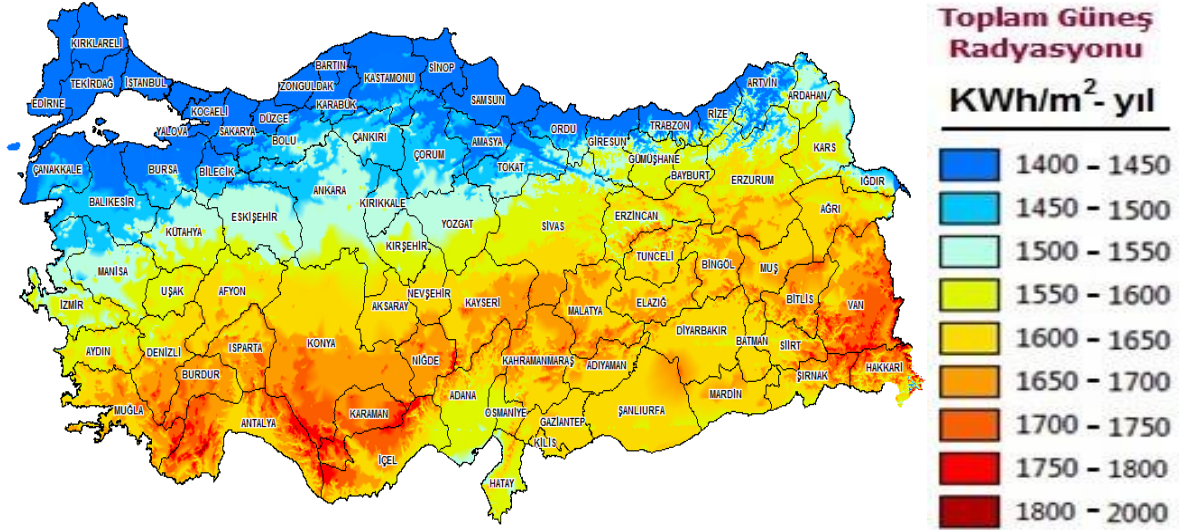 KIRKLARELİ
EDİRNE
TEKİRDAĞ
İSTANBUL
KOCAELİ
YALOVA
SAKARYA
DÜZCE
ZONGULDAK
BARTIN
KARABÜK
KASTAMONU
SİNOP
SAMSUN
BOLU
ÇANKIRI
ÇORUM
AMASYA
TOKAT
ORDU
GİRESUN
TRABZON
RİZE
ARTVİN
ARDAHAN
GÜMÜŞHANE
BAYBURT
ERZURUM
KARS
IĞDIR
AĞRI
ÇANAKKALE
BURSA
BİLECİK
BALIKESİR
KÜTAHYA
ESKİŞEHİR
ANKARA
KIRIKKALE
YOZGAT
KIRŞEHİR
SİVAS
ERZİNCAN
TUNCELİ
BİNGÖL
MUŞ
BİTLİS
VAN
MANİSA
İZMİR
UŞAK
AFYON
AKSARAY
NEVŞEHİR
KAYSERİ
MALATYA
ELAZIĞ
DİYARBAKIR
BATMAN
SİİRT
ŞIRNAK
HAKKARİ
AYDIN
DENİZLİ
ISPARTA
BURDUR
KONYA
NİĞDE
KAHRAMANMARAŞ
ADIYAMAN
MUĞLA
ANTALYA
KARAMAN
İÇEL
ADANA
OSMANİYE
GAZİANTEP
KİLİS
ŞANLIURFA
MARDİN
HATAY
Toplam Güneş
Radyasyonu
KWh/m²- yıl
1400 - 1450
1450 - 1500
1500 - 1550
1550 - 1600
1600 - 1650
1650 - 1700
1700 - 1750
1750 - 1800
1800 - 2000